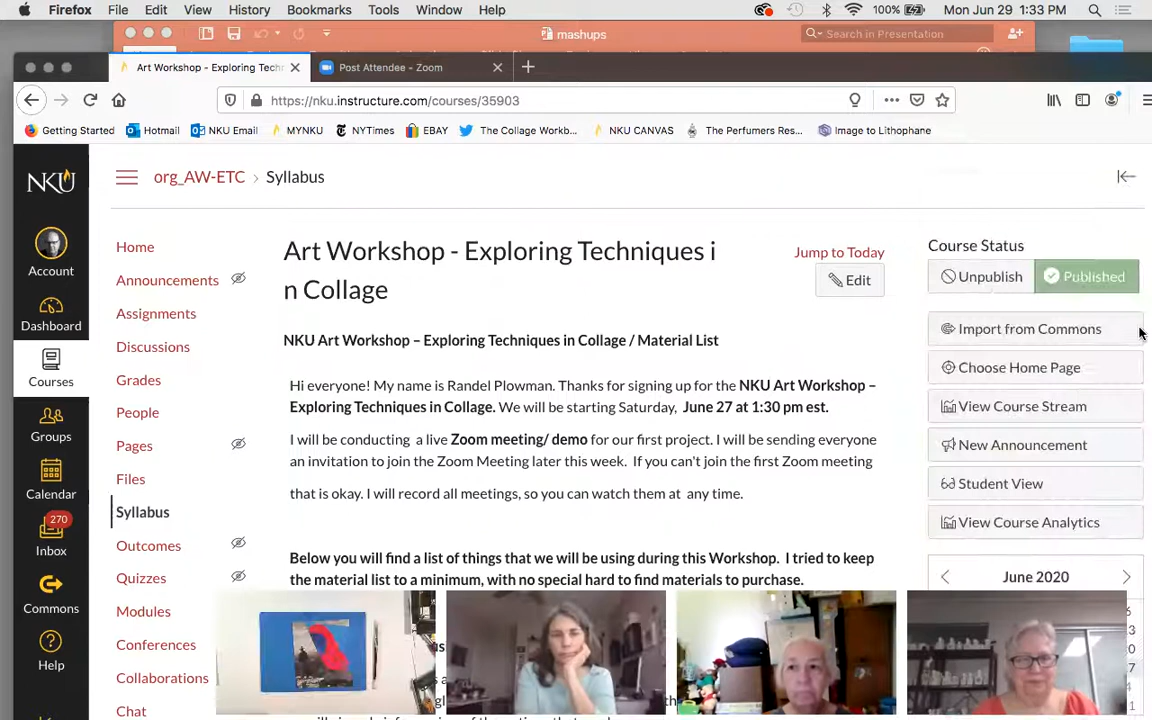 Firefox File Edit View History Bookmarks Tools Window Help 100% Mon Jun 29 1:33 PM
mashups Search in Presentation
Art Workshop - Exploring Tech Post Attendee - Zoom
https://nku.instructure.com/courses/35903
Getting Started Hotmail NKU Email MYNKU NYTimes EBAY The Collage Workb... NKU CANVAS The Perfumers Res... Image to Lithophane
NKU
Account
Dashboard
Courses
Groups
Calendar
270
Inbox
Commons
Help
org_AW-ETC > Syllabus
Home
Announcements
Assignments
Discussions
Grades
People
Pages
Files
Syllabus
Outcomes
Quizzes
Modules
Conferences
Collaborations
Chat
Art Workshop - Exploring Techniques i
n Collage
Jump to Today
Edit
NKU Art Workshop – Exploring Techniques in Collage / Material List
Hi everyone! My name is Randel Plowman. Thanks for signing up for the NKU Art Workshop –
Exploring Techniques in Collage. We will be starting Saturday, June 27 at 1:30 pm est.
I will be conducting a live Zoom meeting/ demo for our first project. I will be sending everyone
an invitation to join the Zoom Meeting later this week. If you can't join the first Zoom meeting
that is okay. I will record all meetings, so you can watch them at any time.
Below you will find a list of things that we will be using during this Workshop. I tried to keep
the material list to a minimum, with no special hard to find materials to purchase.
Course Status
Unpublish Published
Import from Commons
Choose Home Page
View Course Stream
New Announcement
Student View
View Course Analytics
June 2020